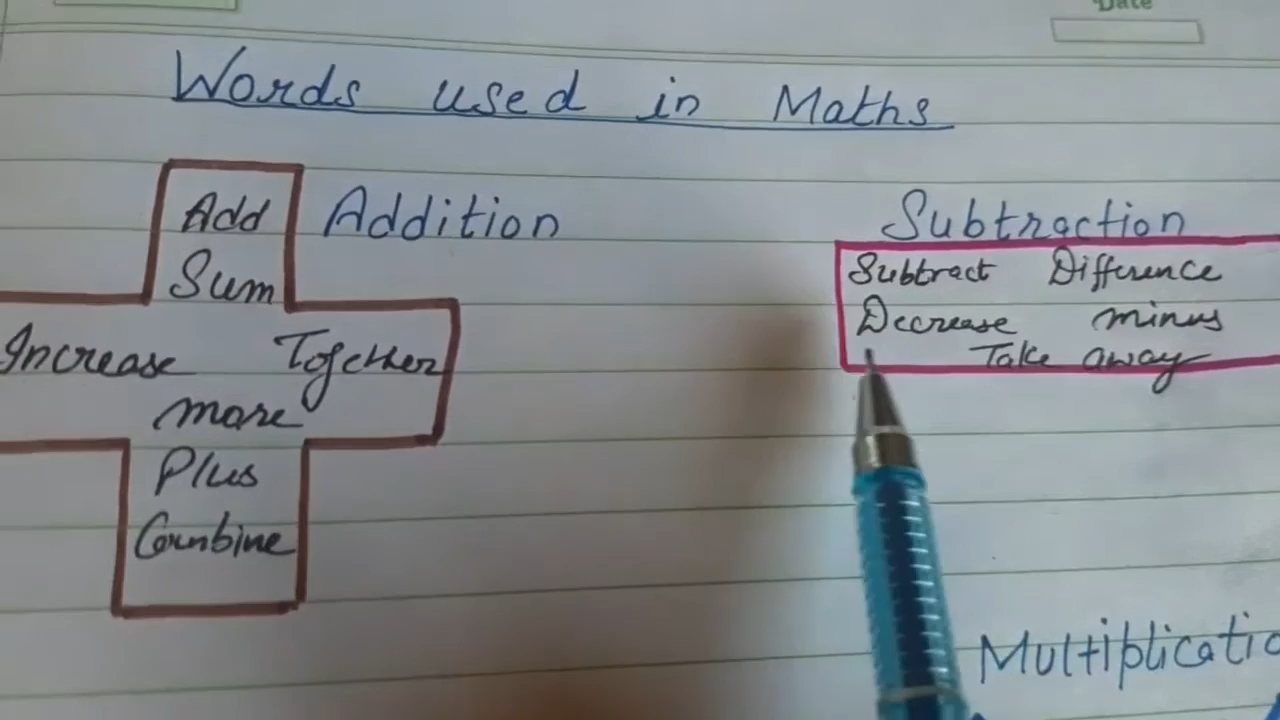 Date
Words used in Maths
Add
Sum
Addition
Increase Together
more
Plus
Combine
Subtraction
Subtract Difference
Decrease minus
Take away
Multiplicatio